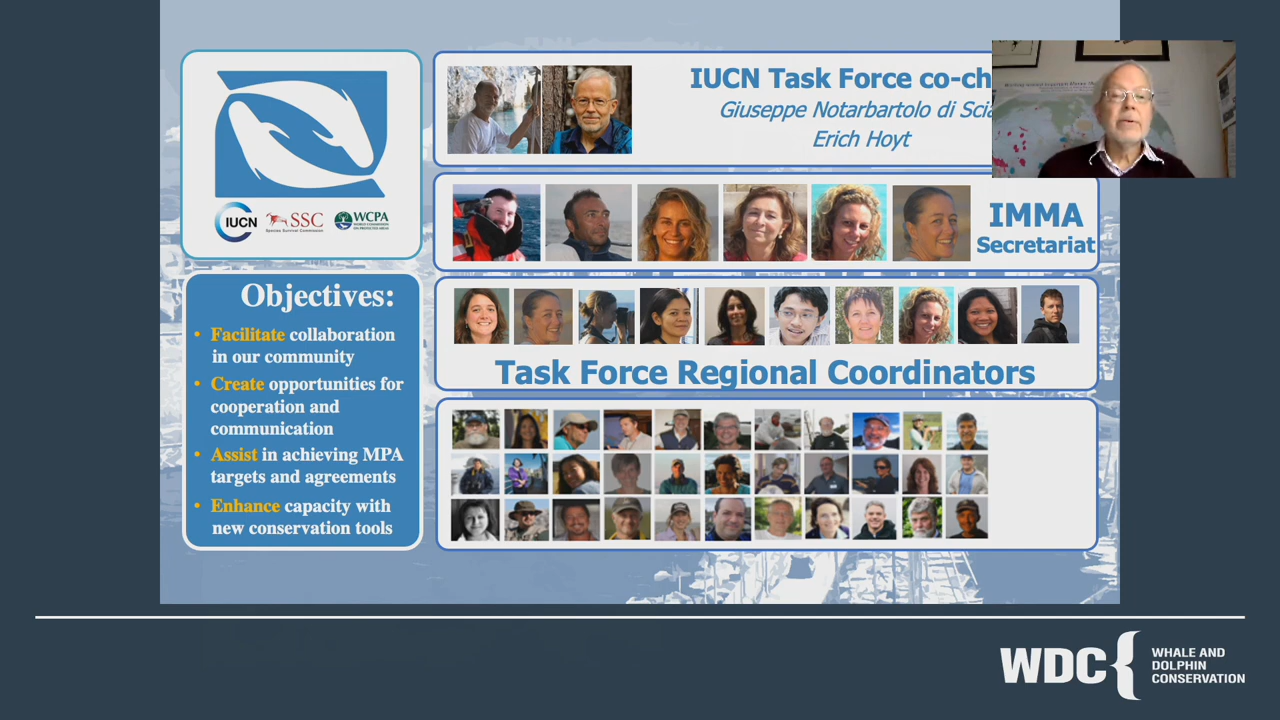 IUCN
SSC
Species Survival Commission
WCPA
WORLD COMMISSION
ON PROTECTED AREAS
Objectives:
• Facilitate collaboration
in our community
• Create opportunities for
cooperation and
communication
• Assist in achieving MPA
targets and agreements
• Enhance capacity with
new conservation tools
IUCN Task Force co-ch
Giuseppe Notarbartolo di Scia
Erich Hoyt
IMMA
Secretariat
Task Force Regional Coordinators
WDC
WHALE AND
DOLPHIN
CONSERVATION